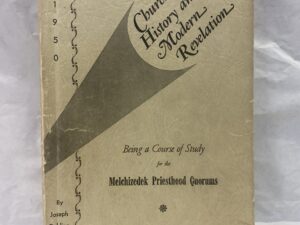 Church
History and
Modern
Revelation
1950
Being a Course of Study
for the
Melchizedek Priesthood Quorums
By
Joseph